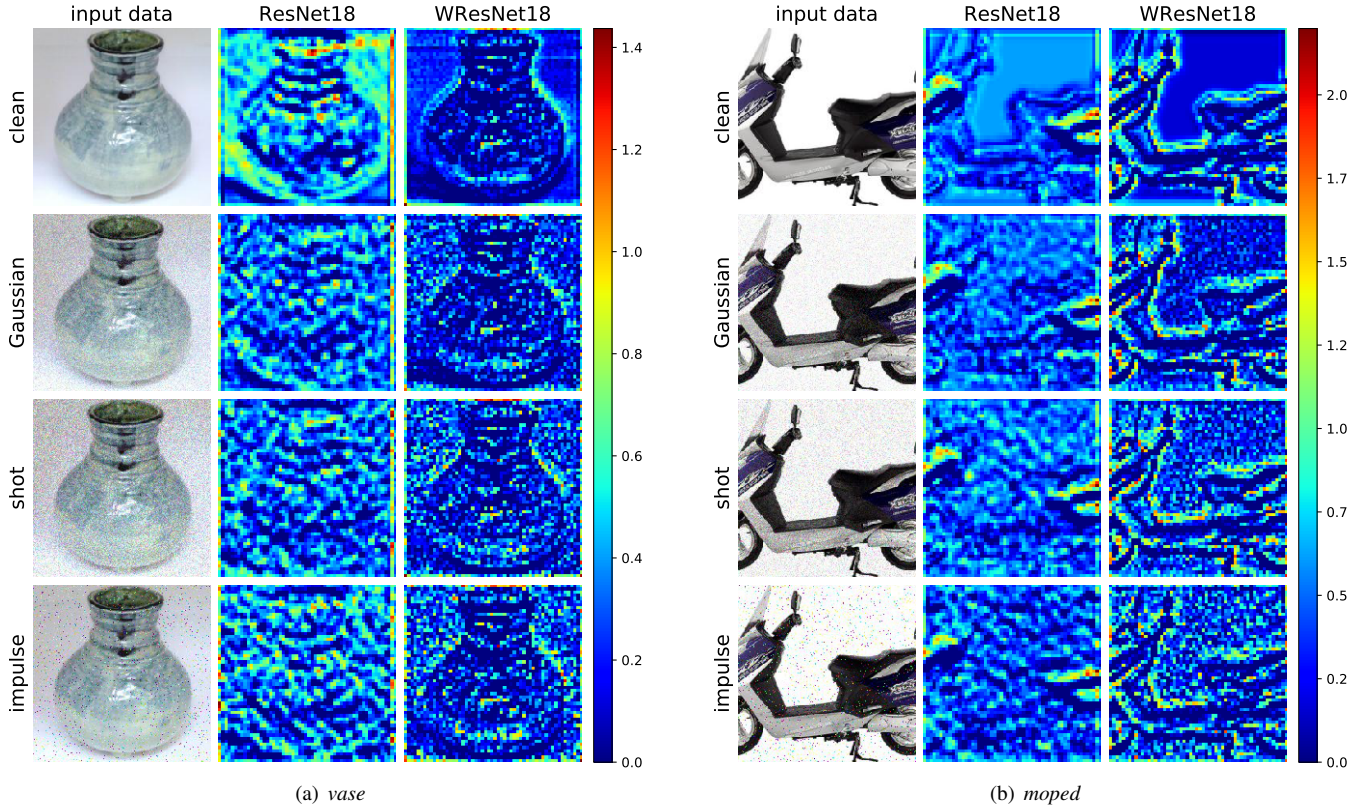 input data ResNet18 WResNet18
clean
Gaussian
shot
impulse
1.4
1.2
1.0
0.8
0.6
0.4
0.2
0.0
(a) vase
input data ResNet18 WResNet18
clean
Gaussian
shot
impulse
2.0
1.7
1.5
1.2
1.0
0.7
0.5
0.2
0.0
(b) moped